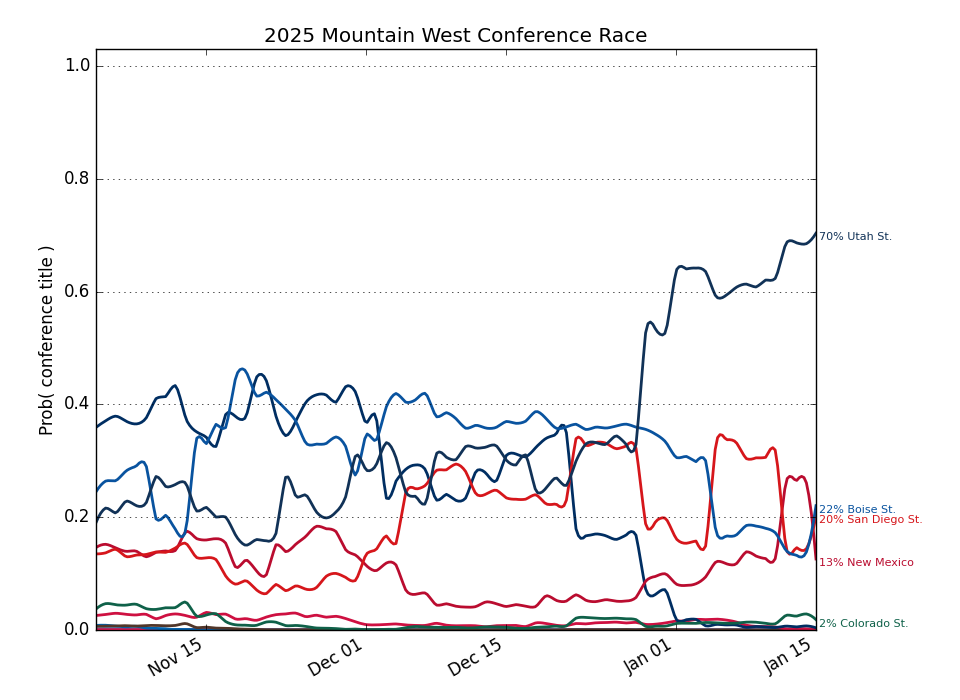 2025 Mountain West Conference Race
1.0
0.8
0.6
0.4
0.2
0.0
Prob( conference title )
70% Utah St.
22% Boise St.
20% San Diego St.
13% New Mexico
2% Colorado St.
Nov 15
Dec 01
Dec 15
Jan 01
Jan 15